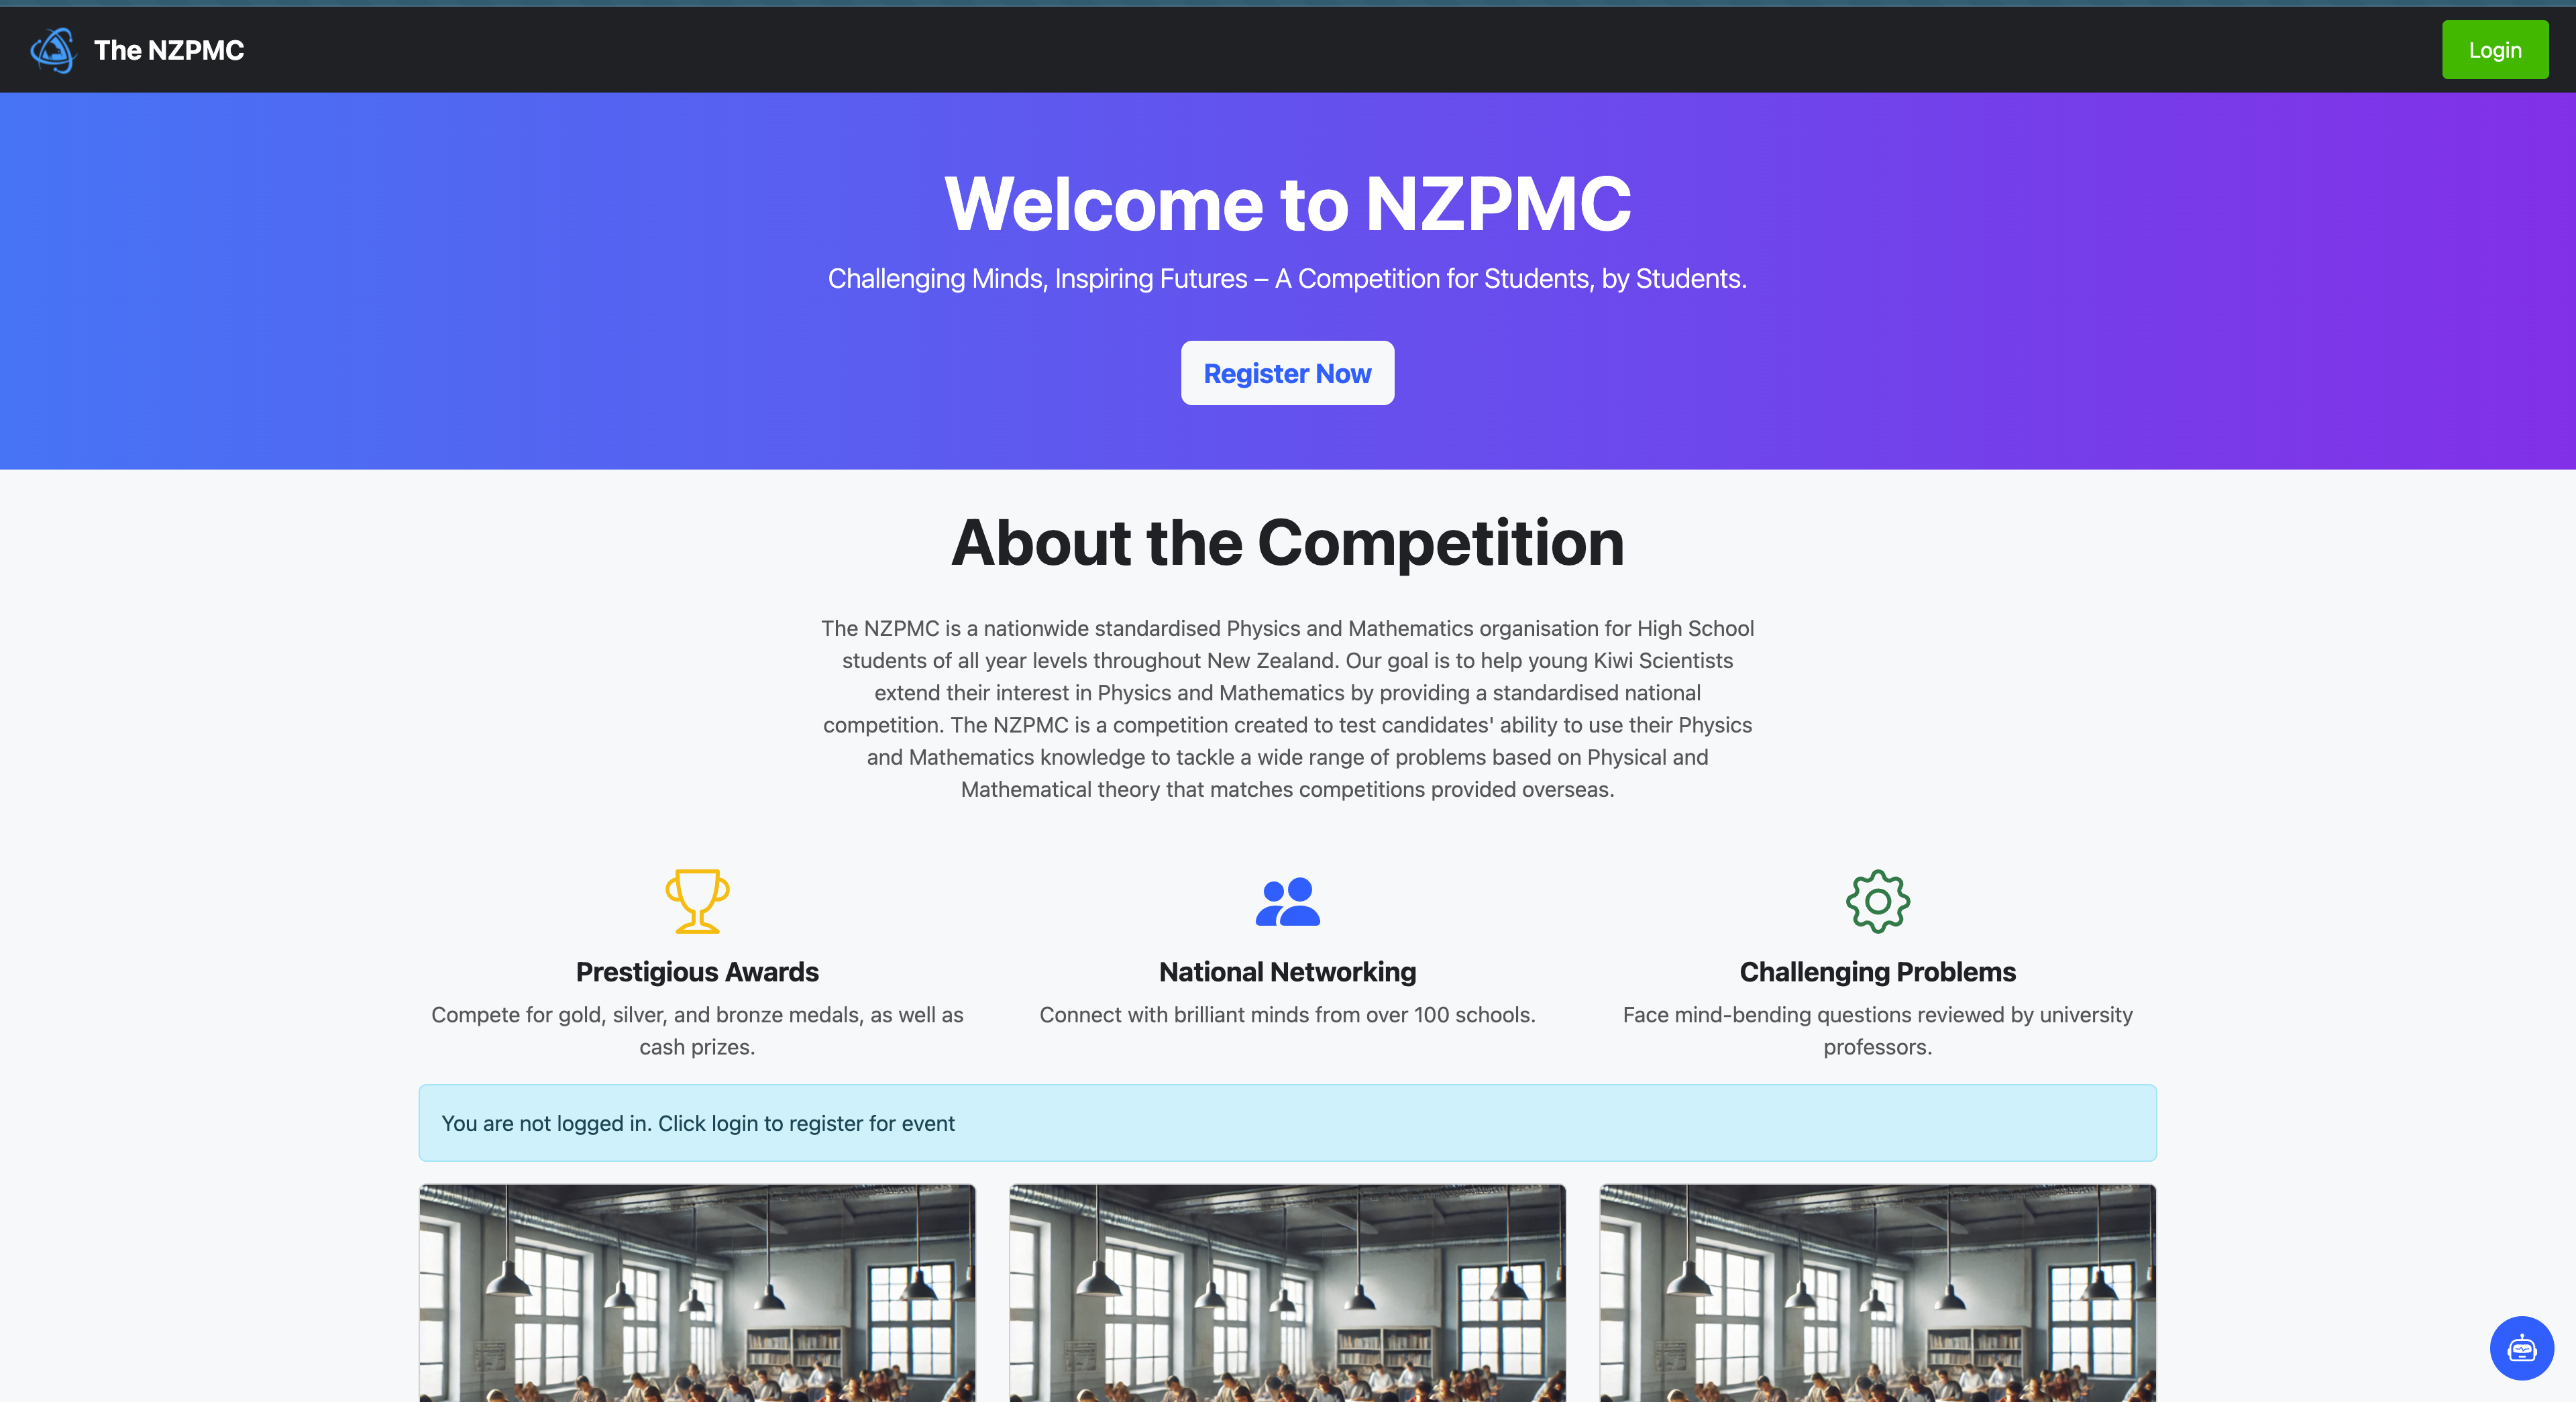 The NZPMC
Login
Welcome to NZPMC
Challenging Minds, Inspiring Futures – A Competition for Students, by Students.
Register Now
About the Competition
The NZPMC is a nationwide standardised Physics and Mathematics organisation for High School
students of all year levels throughout New Zealand. Our goal is to help young Kiwi Scientists
extend their interest in Physics and Mathematics by providing a standardised national
competition. The NZPMC is a competition created to test candidates' ability to use their Physics
and Mathematics knowledge to tackle a wide range of problems based on Physical and
Mathematical theory that matches competitions provided overseas.
Prestigious Awards
Compete for gold, silver, and bronze medals, as well as
cash prizes.
National Networking
Connect with brilliant minds from over 100 schools.
Challenging Problems
Face mind-bending questions reviewed by university
professors.
You are not logged in. Click login to register for event